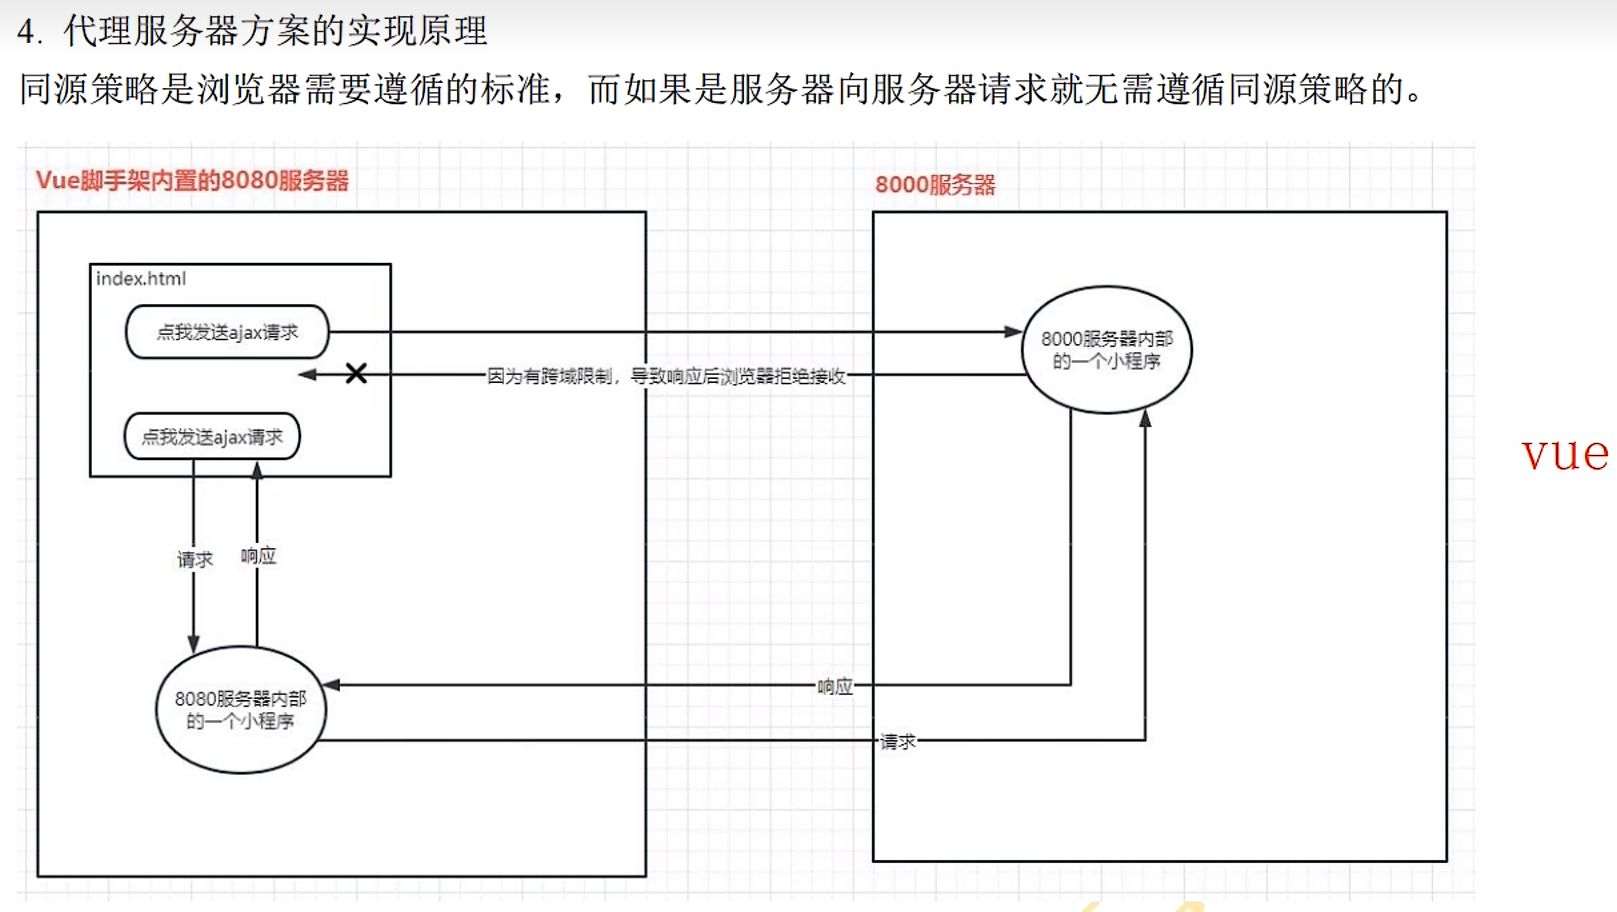 4. 代理服务器方案的实现原理
同源策略是浏览器需要遵循的标准，而如果是服务器向服务器请求就无需遵循同源策略的。
Vue脚手架内置的8080服务器
8000服务器
index.html
点我发送ajax请求
8000服务器内部
的一个小程序
因为有跨域限制，导致响应后浏览器拒绝接收
点我发送ajax请求
vue
请求
响应
8080服务器内部
的一个小程序
响应
请求